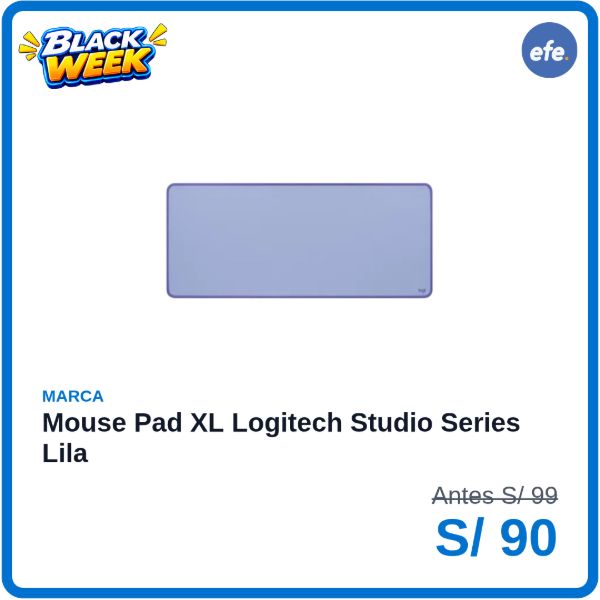 BLACK
WEEK
efe.
MARCA
Mouse Pad XL Logitech Studio Series
Lila
Antes S/ 99
S/ 90